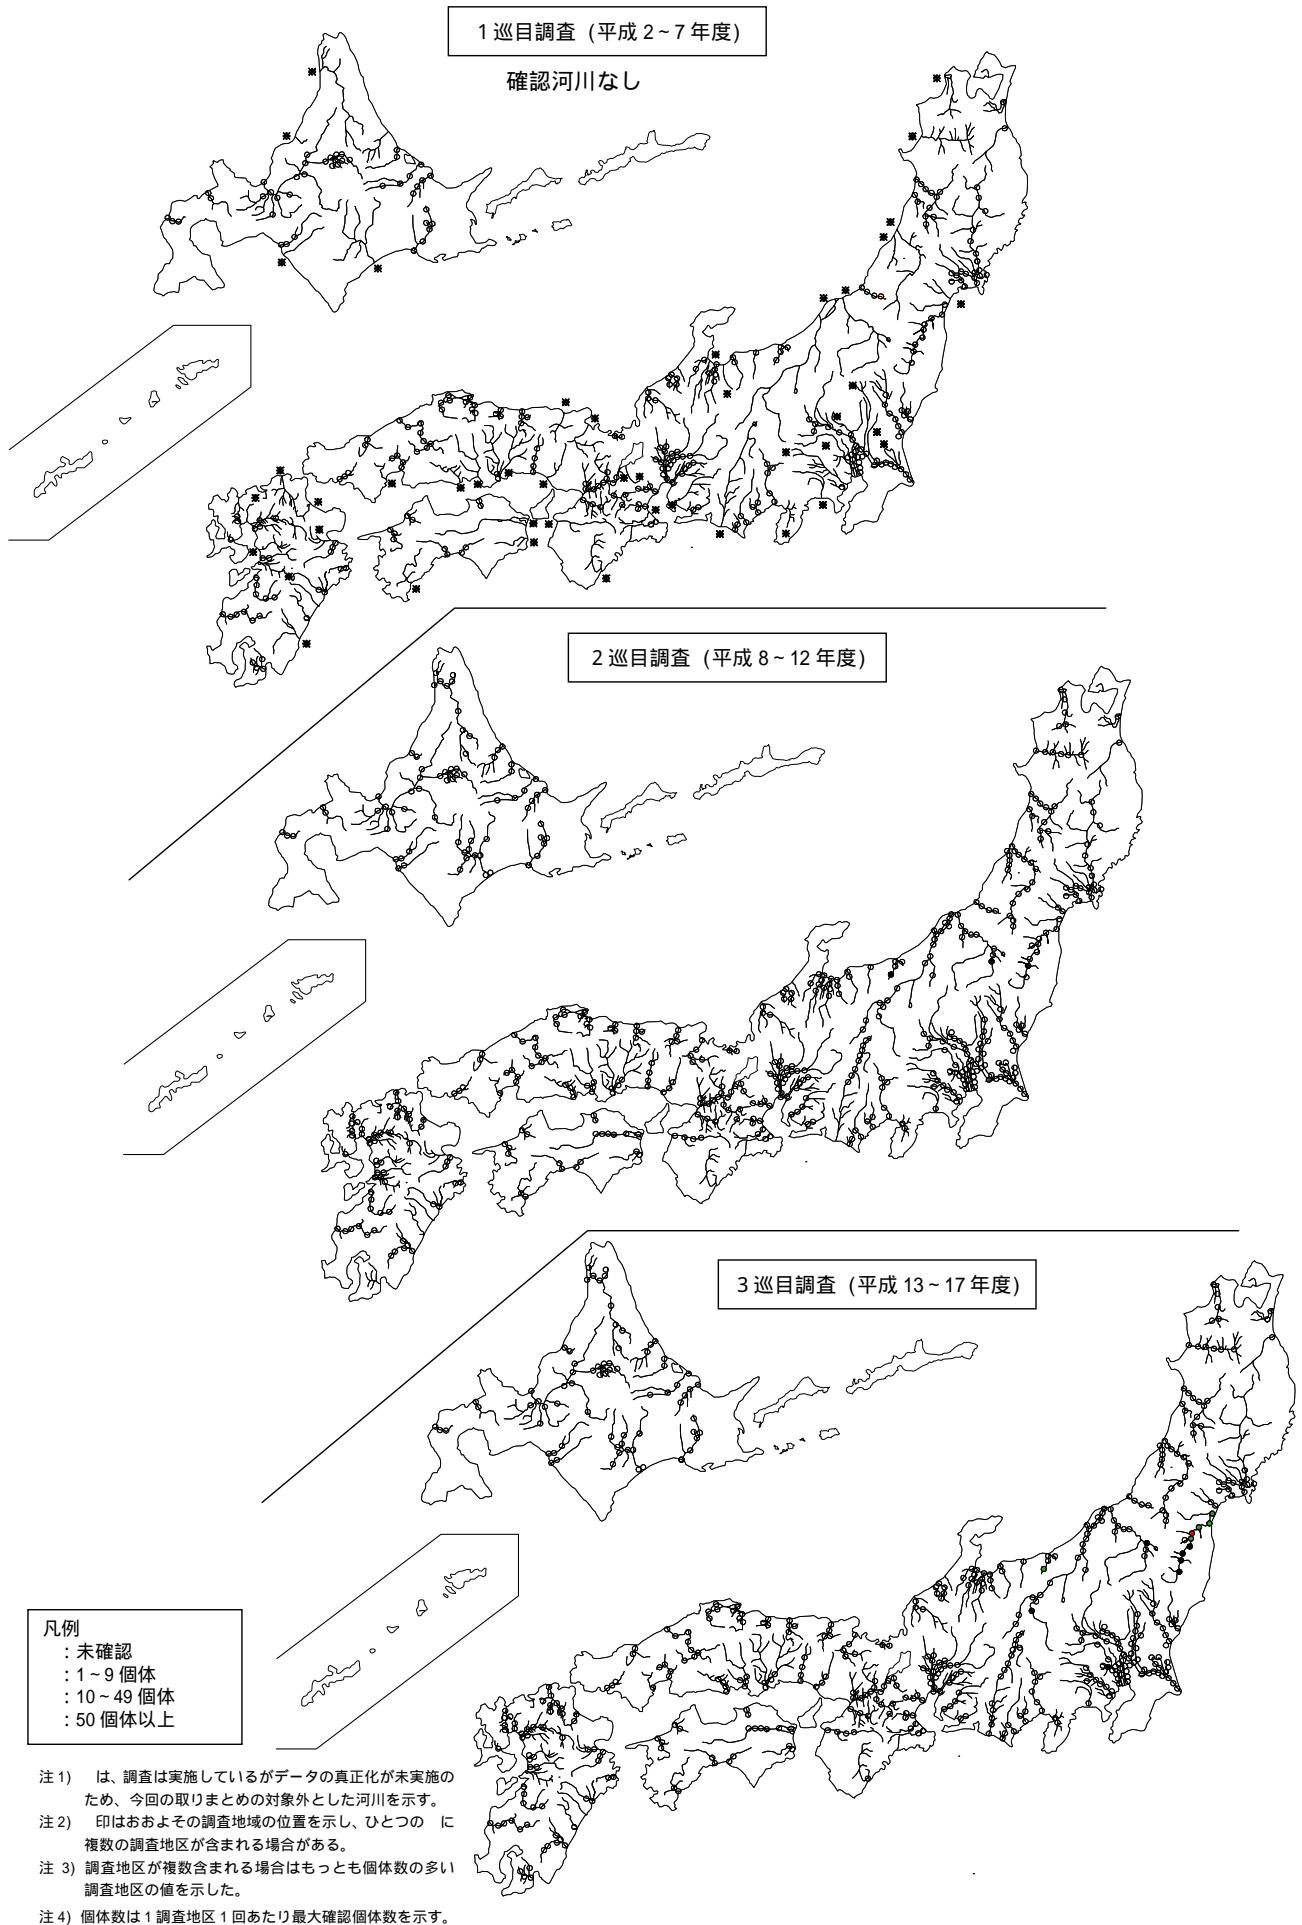 1巡目調査 (平成 2~7 年度)
確認河川なし
2巡目調査 (平成 8~12 年度)
3巡目調査 (平成 13~17 年度)
凡例
:未確認
:1~9 個体
:10~49 個体
:50 個体以上
注1) は、調査は実施しているがデータの真正化が未実施の
ため、今回の取りまとめの対象外とした河川を示す。
注2) 印はおおよその調査地域の位置を示し、ひとつの に
複数の調査地区が含まれる場合がある。
注 3) 調査地区が複数含まれる場合はもっとも個体数の多い
調査地区の値を示した。
注4) 個体数は1調査地区1回あたり最大確認個体数を示す。